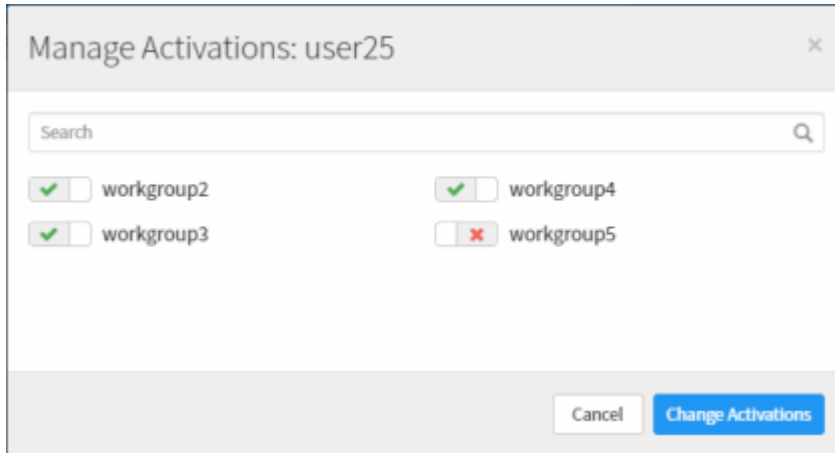 Manage Activations: user25
Search
workgroup2
workgroup4
workgroup3
workgroup5
Cancel
Change Activations